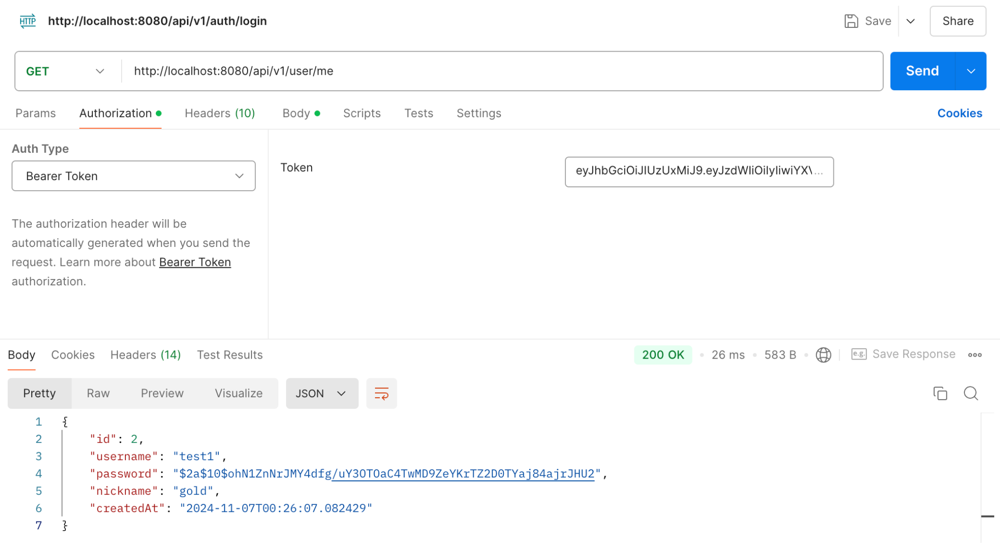 HTTP http://localhost:8080/api/v1/auth/login Save Share
GET http://localhost:8080/api/v1/user/me Send
Params Authorization Headers (10) Body Scripts Tests Settings Cookies
Auth Type
Bearer Token
Token eyJhbGciOiJIUzUxMiJ9.eyJzdWIiOiIyIiwiYX\...
The authorization header will be
automatically generated when you send the
request. Learn more about Bearer Token
authorization.
Body Cookies Headers (14) Test Results 200 OK • 26 ms • 583 B • e.g. Save Response
Pretty Raw Preview Visualize JSON
1 {
2 "id": 2,
3 "username": "test1",
4 "password": "$2a$10$ohN1ZnNrJMY4dfg/uY3OTOaC4TwMD9ZeYKrTZ2D0TYaj84ajrJHU2",
5 "nickname": "gold",
6 "createdAt": "2024-11-07T00:26:07.082429"
7 }